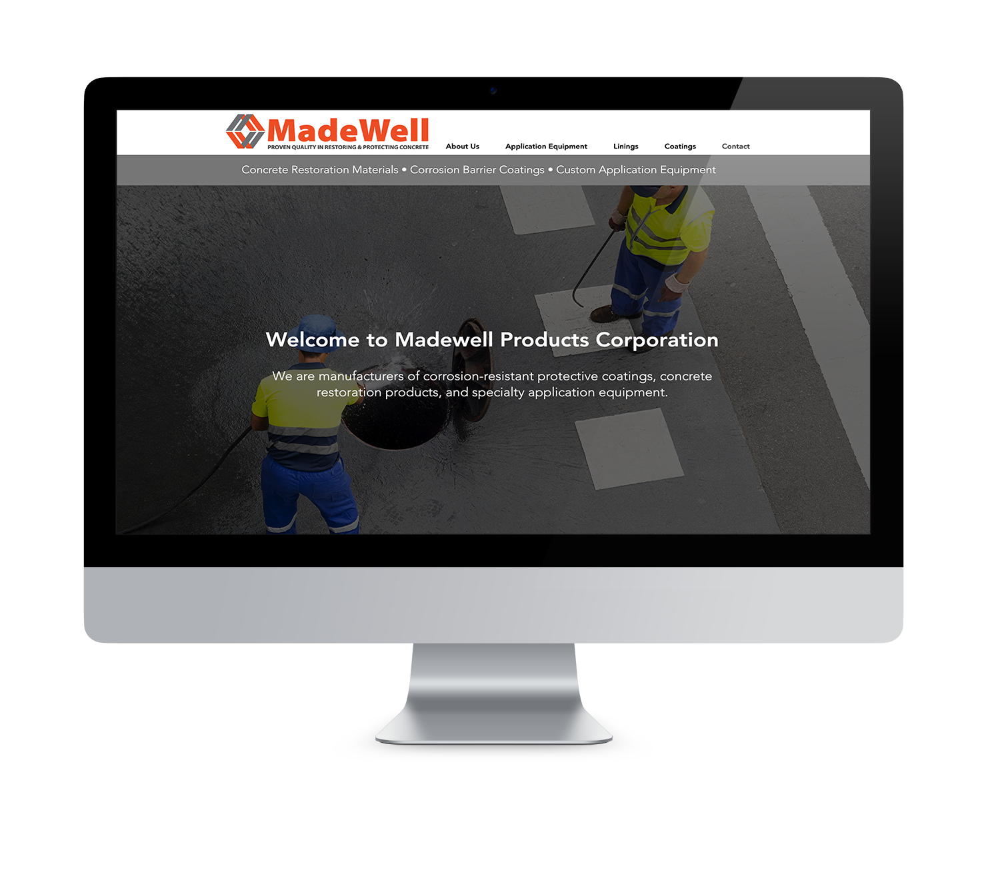 MadeWell
PROVEN QUALITY IN RESTORING & PROTECTING CONCRETE
About Us Application Equipment Linings Coatings Contact
Concrete Restoration Materials • Corrosion Barrier Coatings • Custom Application Equipment
Welcome to Madewell Products Corporation
We are manufacturers of corrosion-resistant protective coatings, concrete
restoration products, and specialty application equipment.